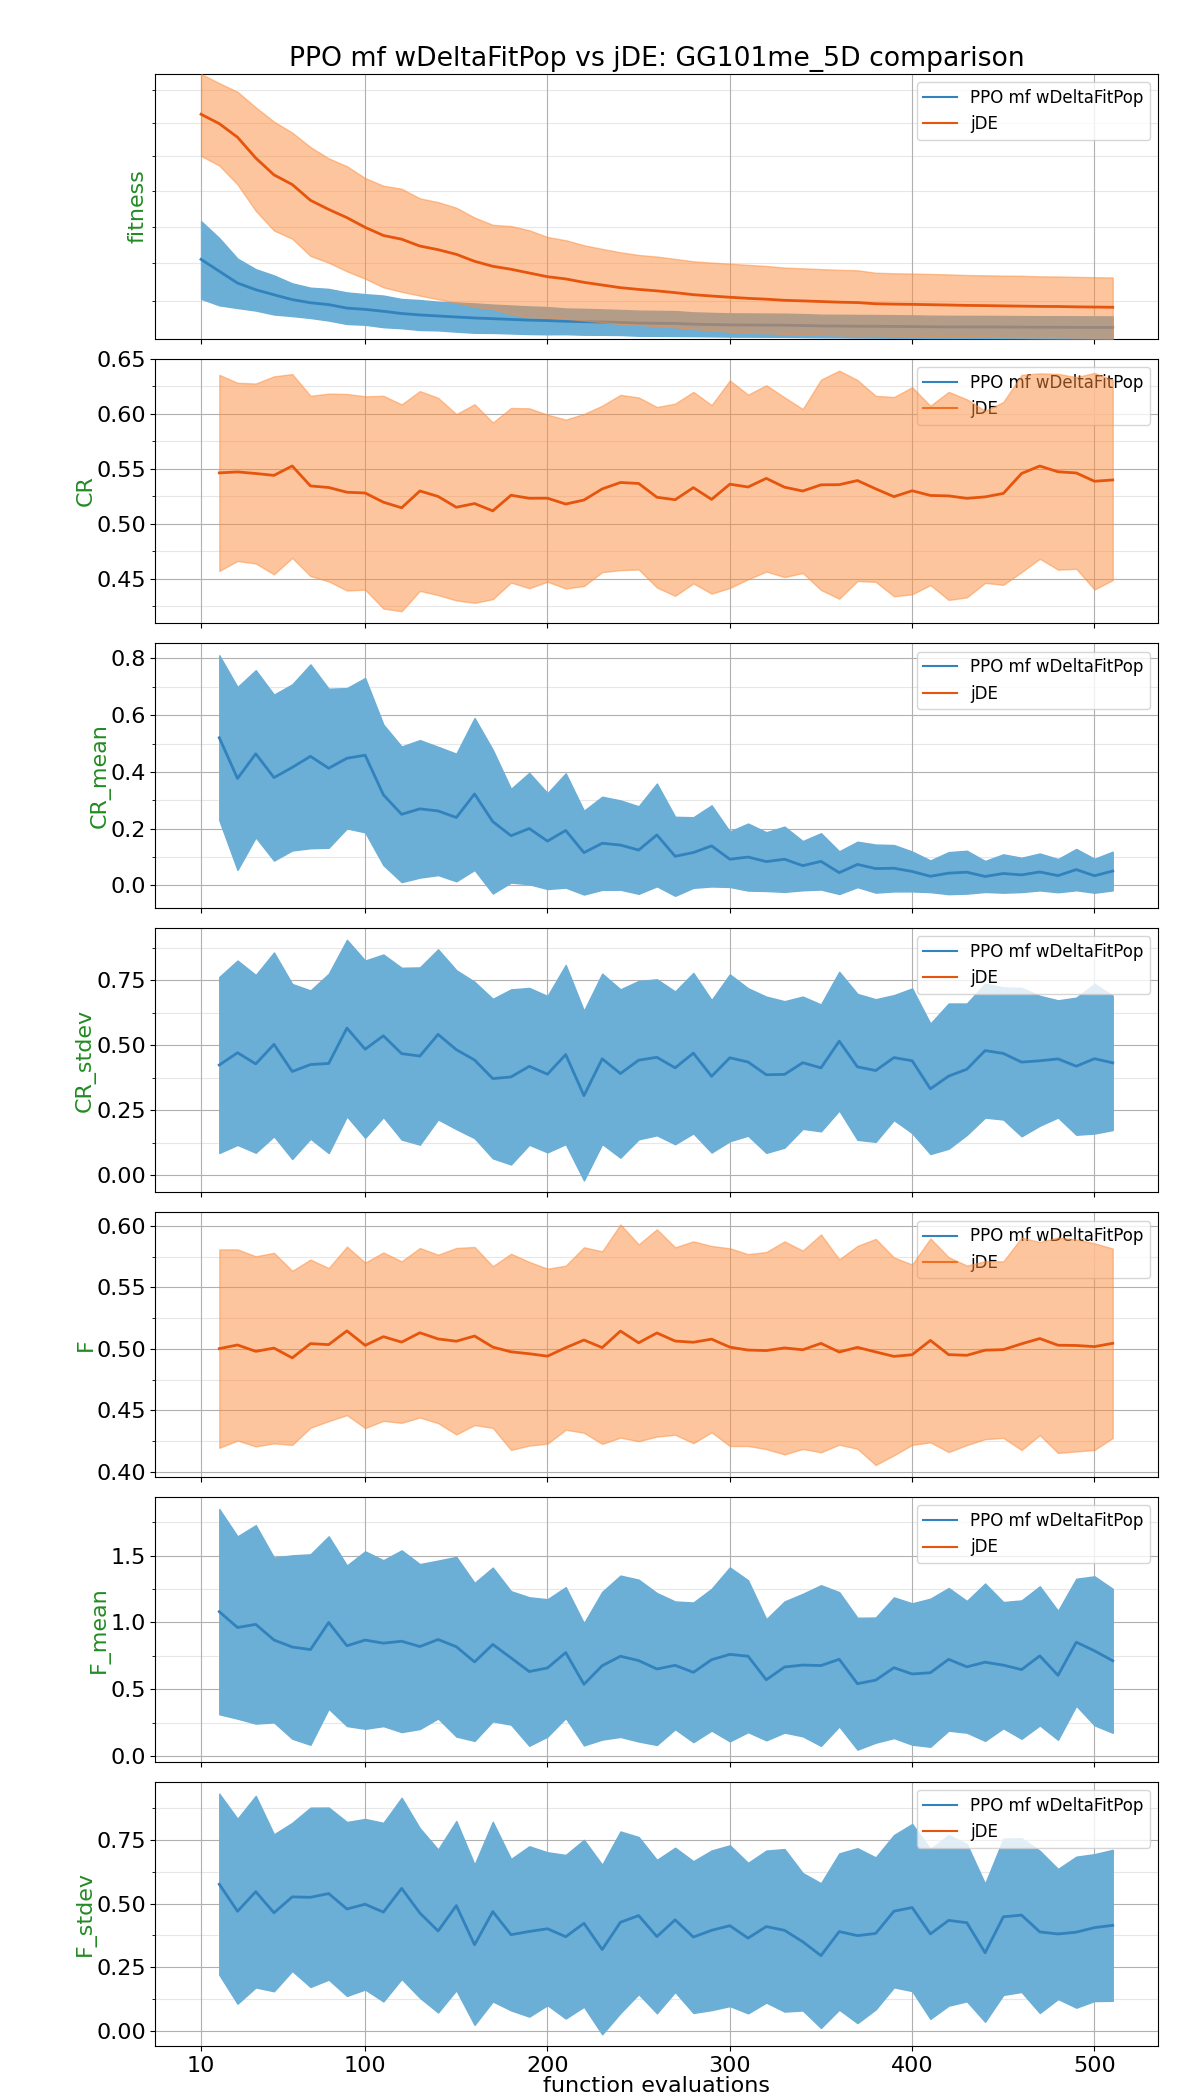 PPO mf wDeltaFitPop vs jDE: GG101me_5D comparison
fitness
PPO mf wDeltaFitPop
jDE
CR
0.65
0.60
0.55
0.50
0.45
PPO mf wDeltaFitPop
jDE
CR_mean
0.8
0.6
0.4
0.2
0.0
PPO mf wDeltaFitPop
jDE
CR_stdev
0.75
0.50
0.25
0.00
PPO mf wDeltaFitPop
jDE
F
0.60
0.55
0.50
0.45
0.40
PPO mf wDeltaFitPop
jDE
F_mean
1.5
1.0
0.5
0.0
PPO mf wDeltaFitPop
jDE
F_stdev
0.75
0.50
0.25
0.00
PPO mf wDeltaFitPop
jDE
10 100 200 300 400 500
function evaluations